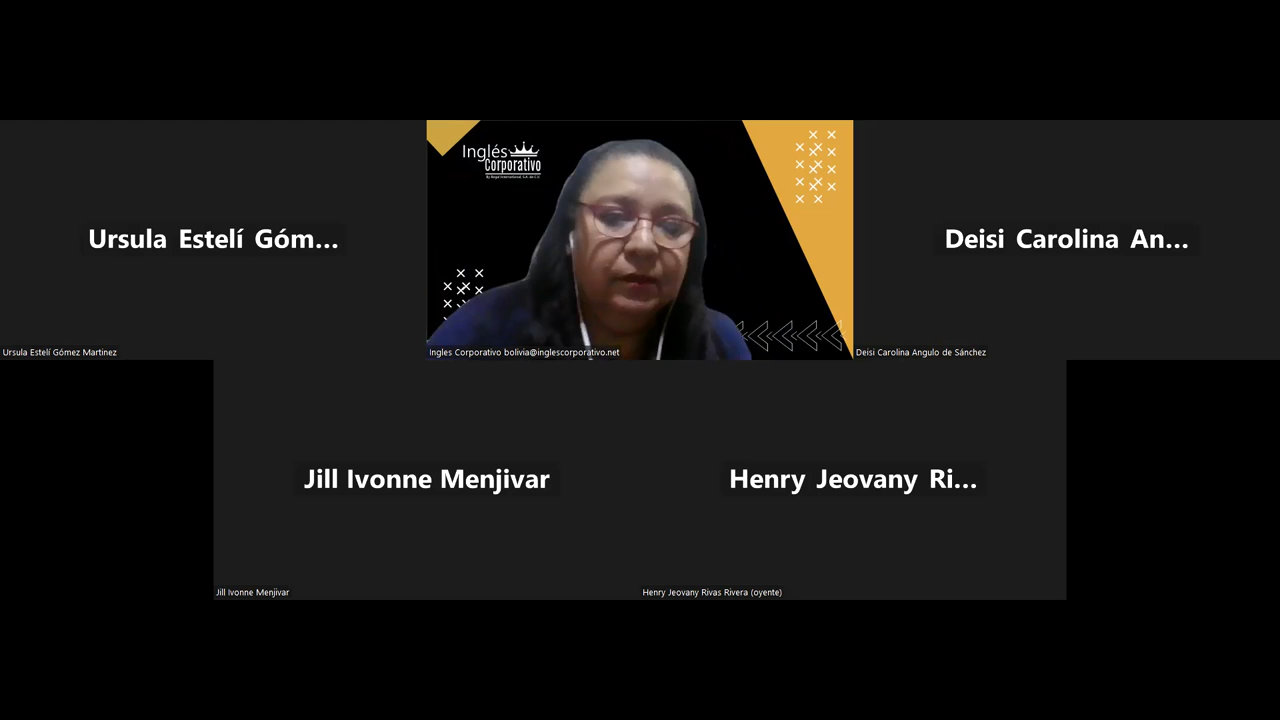 Ursula Estelí Góm...
Ursula Estelí Gómez Martinez
Inglés
Corporativo
Ingles Corporativo bolivia@inglescorporativo.net
Deisi Carolina An...
Deisi Carolina Angulo de Sánchez
Jill Ivonne Menjivar
Jill Ivonne Menjivar
Henry Jeovany Ri...
Henry Jeovany Rivas Rivera (oyente)